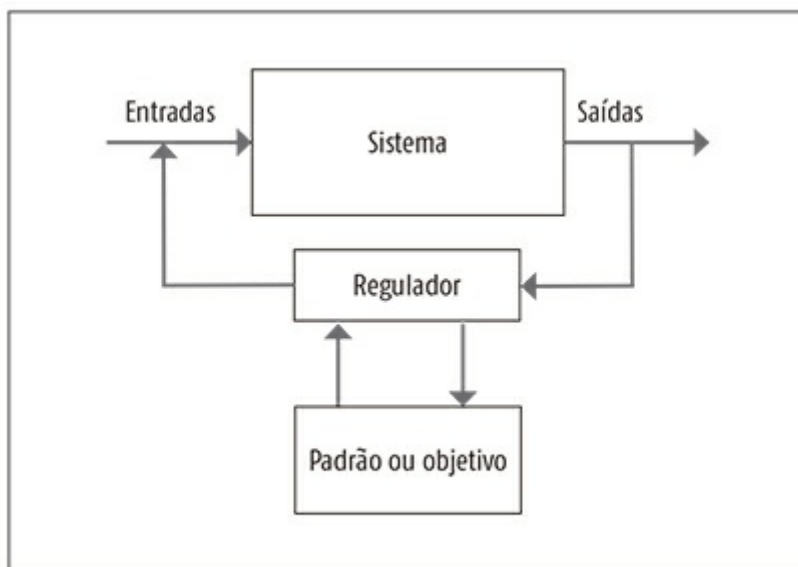 Entradas
Sistema
Saídas
Regulador
Padrão ou objetivo